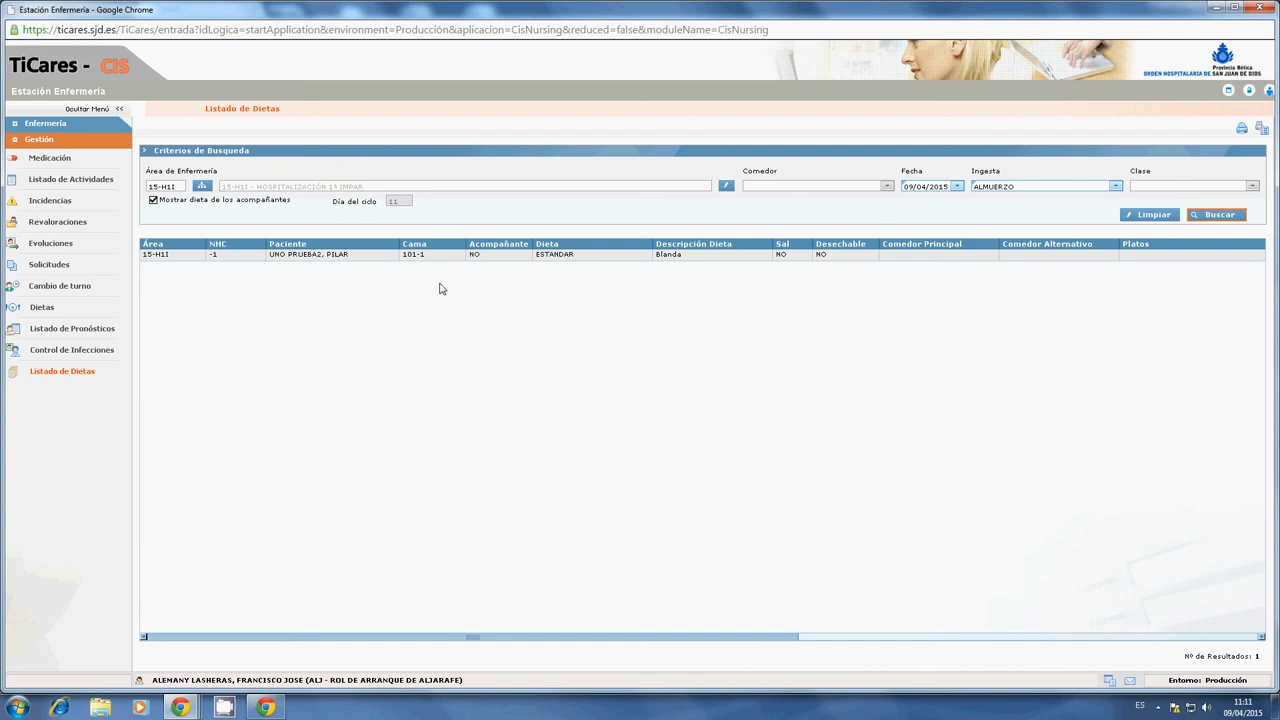 Estación Enfermería - Google Chrome
https://ticares.sjd.es/TiCares/entrada?idLogica=startApplication&environment=Producción&aplicacion=CisNursing&reduced=false&moduleName=CisNursing
TiCares - CIS
Provincia Bética
ORDEN HOSPITALARIA DE SAN JUAN DE DIOS
Estación Enfermería
Ocultar Menú <<
Listado de Dietas
Enfermería
Gestión
Medicación
Listado de Actividades
Incidencias
Revaloraciones
Evoluciones
Solicitudes
Cambio de turno
Dietas
Listado de Pronósticos
Control de Infecciones
Listado de Dietas
Criterios de Busqueda
Área de Enfermería Comedor Fecha Ingesta Clase
15-H1I 15-H1I - HOSPITALIZACIÓN 1ª IMPAR 09/04/2015 ALMUERZO
Mostrar dieta de los acompañantes Día del ciclo 11
Limpiar Buscar
Área NHC Paciente Cama Acompañante Dieta Descripción Dieta Sal Desechable Comedor Principal Comedor Alternativo Platos
15-H1I -1 UNO PRUEBA2, PILAR 101-1 NO ESTANDAR Blanda NO NO
Nº de Resultados: 1
ALEMANY LASHERAS, FRANCISCO JOSE (ALJ - ROL DE ARRANQUE DE ALJARAFE) Entorno: Producción
ES 11:11
09/04/2015